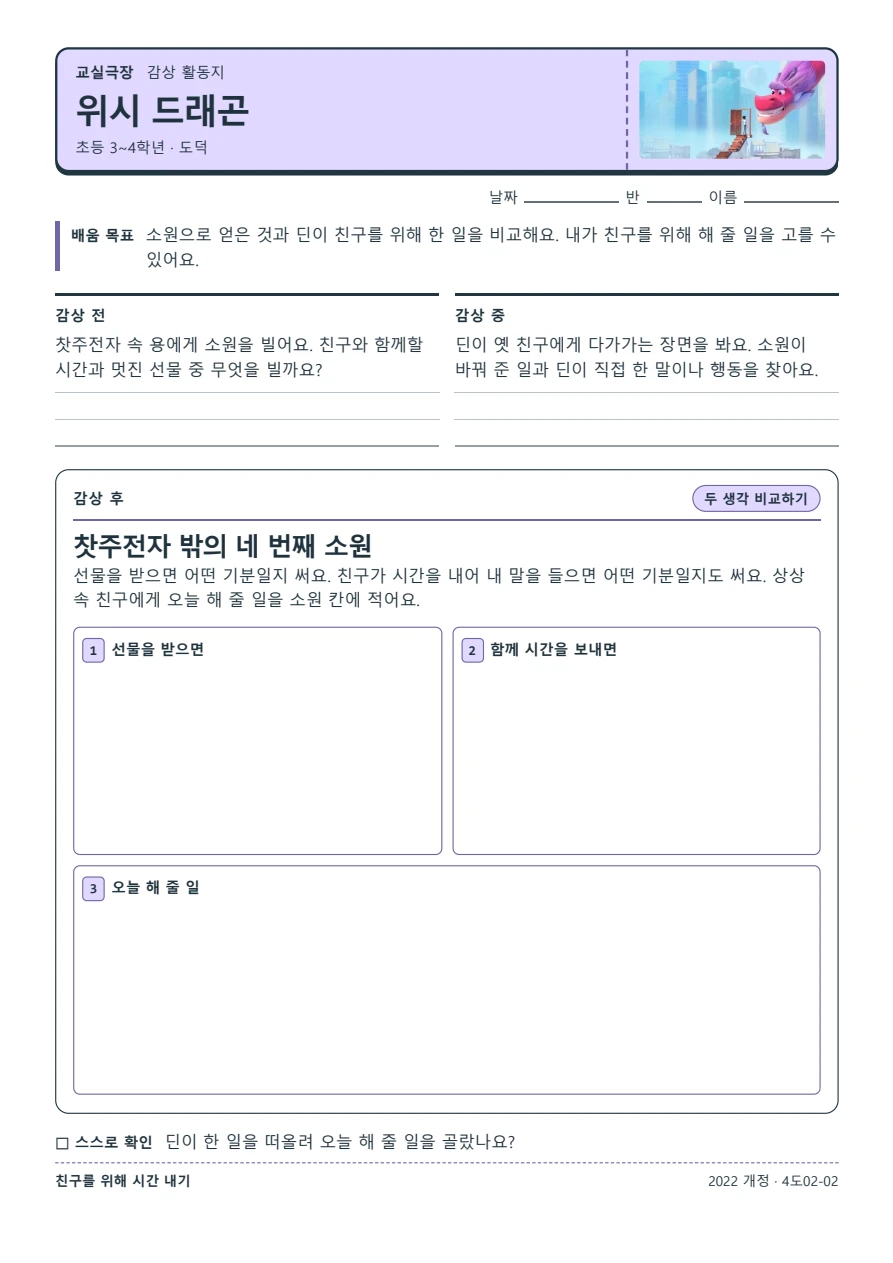 교실극장 감상 활동지
위시 드래곤
초등 3~4학년 · 도덕
날짜 반 이름
배움 목표 소원으로 얻은 것과 딘이 친구를 위해 한 일을 비교해요. 내가 친구를 위해 해 줄 일을 고를 수
있어요.
감상 전
찻주전자 속 용에게 소원을 빌어요. 친구와 함께할
시간과 멋진 선물 중 무엇을 빌까요?
감상 중
딘이 옛 친구에게 다가가는 장면을 봐요. 소원이
바꿔 준 일과 딘이 직접 한 말이나 행동을 찾아요.
감상 후
두 생각 비교하기
찻주전자 밖의 네 번째 소원
선물을 받으면 어떤 기분일지 써요. 친구가 시간을 내어 내 말을 들으면 어떤 기분일지도 써요. 상상
속 친구에게 오늘 해 줄 일을 소원 칸에 적어요.
1 선물을 받으면
2 함께 시간을 보내면
3 오늘 해 줄 일
□ 스스로 확인 딘이 한 일을 떠올려 오늘 해 줄 일을 골랐나요?
친구를 위해 시간 내기
2022 개정 · 4도02-02